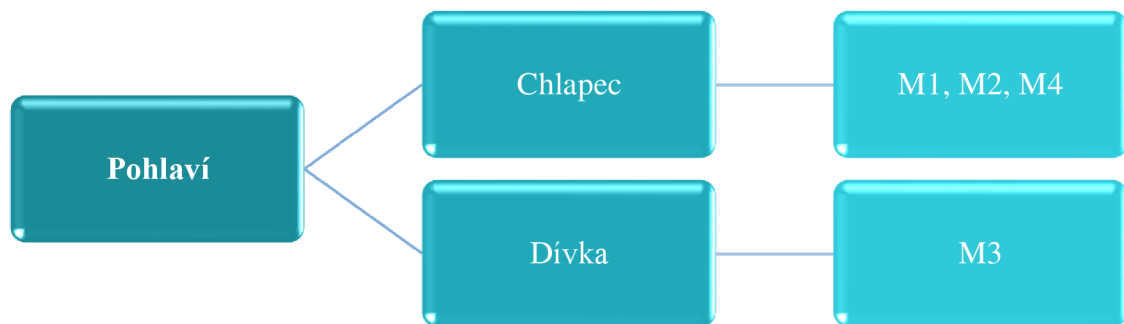 Pohlaví
Chlapec
M1, M2, M4
Dívka
M3